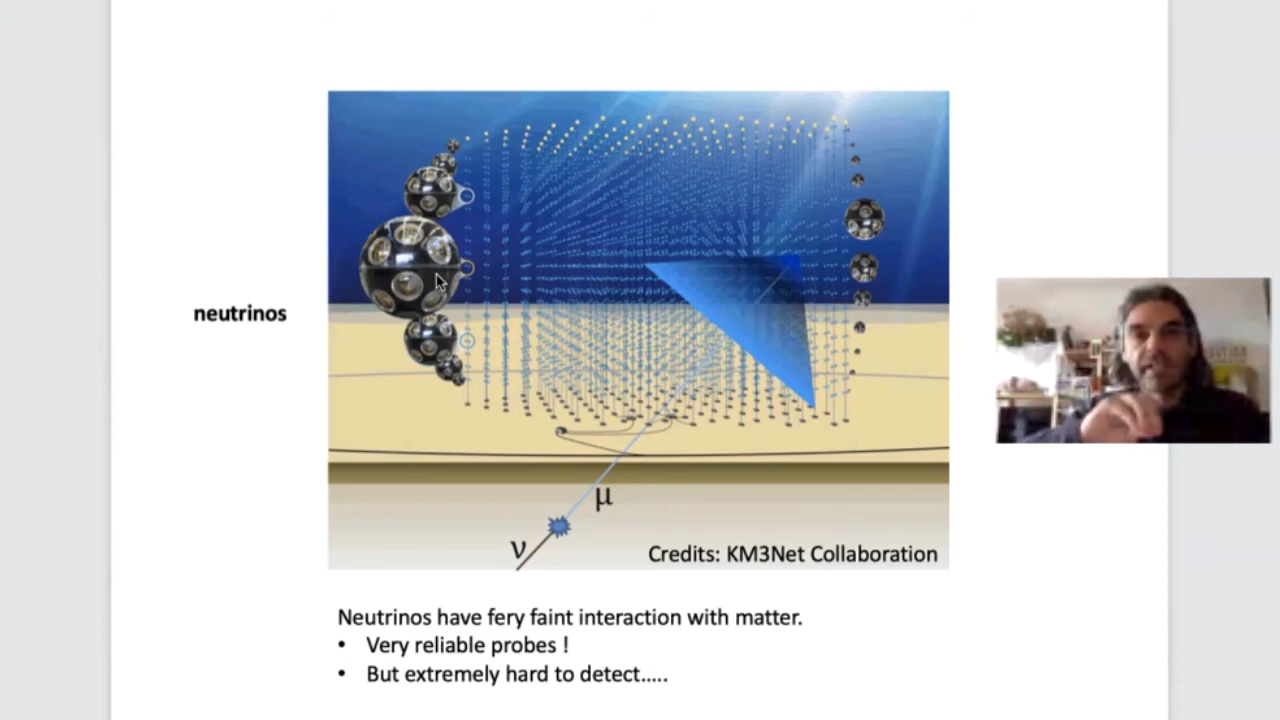 neutrinos
μ
ν
Credits: KM3Net Collaboration
Neutrinos have fery faint interaction with matter.
• Very reliable probes !
• But extremely hard to detect.....